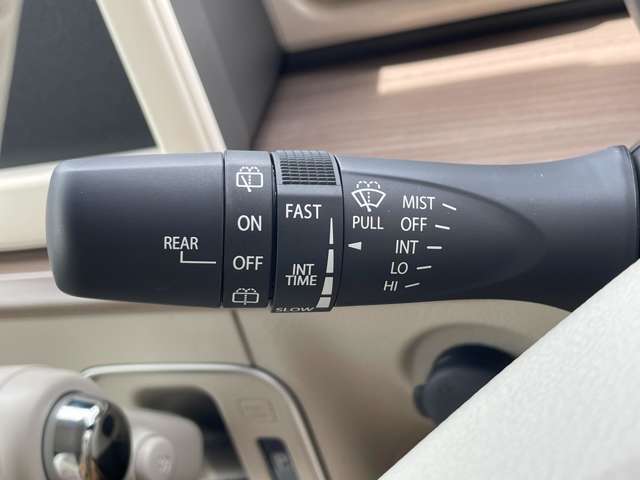 REAR
ON
OFF
FAST
INT
TIME
SLOW
PULL
MIST
OFF
INT
LO
HI